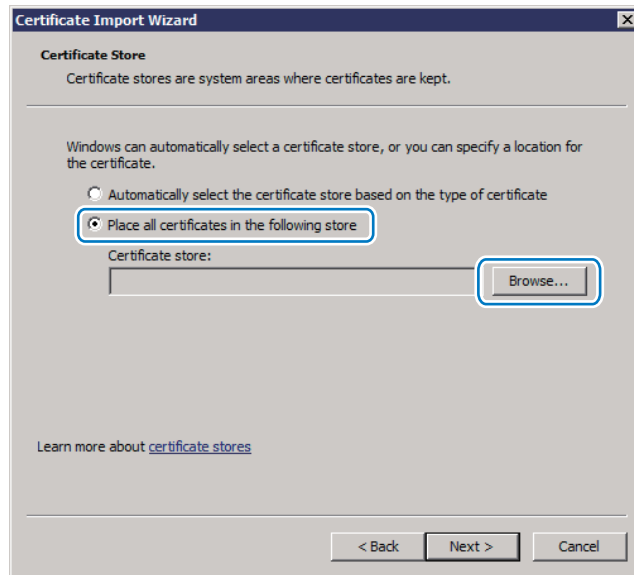 Certificate Import Wizard
Certificate Store
Certificate stores are system areas where certificates are kept.
Windows can automatically select a certificate store, or you can specify a location for
the certificate.
Automatically select the certificate store based on the type of certificate
Place all certificates in the following store
Certificate store:
Browse...
Learn more about certificate stores
< Back Next > Cancel